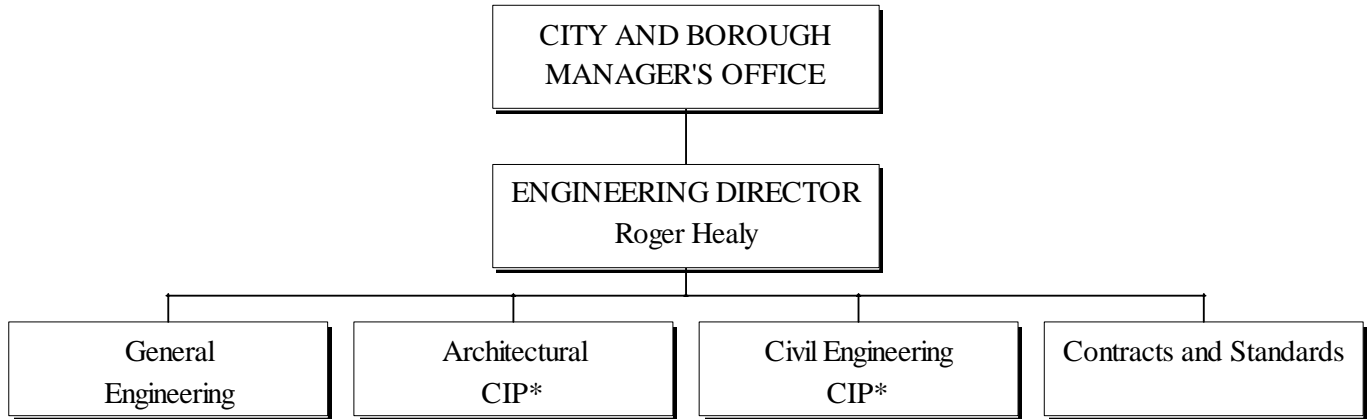 CITY AND BOROUGH
MANAGER'S OFFICE
ENGINEERING DIRECTOR
Roger Healy
General
Engineering
Architectural
CIP*
Civil Engineering
CIP*
Contracts and Standards